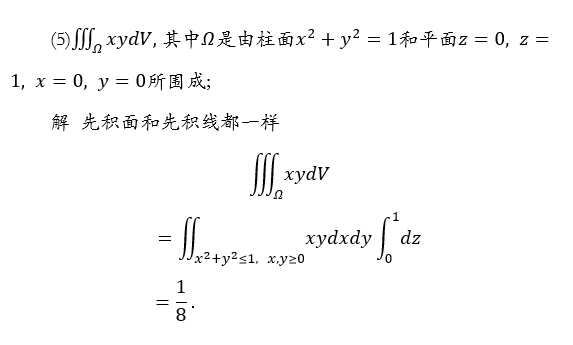 (5)∭_Ω xydV, 其中Ω是由柱面x² + y² = 1和平面z = 0, z =
1, x = 0, y = 0所围成;
解 先积面和先积线都一样
∭_Ω xydV
= ∬_{x²+y²≤1, x,y≥0} xydxdy ∫_0^1 dz
= 1/8.